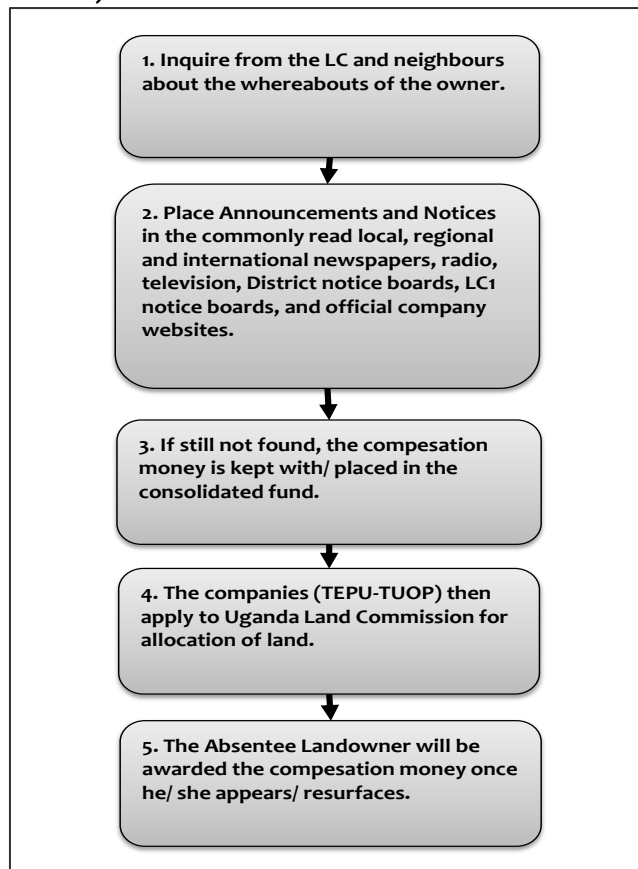 1. Inquire from the LC and neighbours
about the whereabouts of the owner.
2. Place Announcements and Notices
in the commonly read local, regional
and international newspapers, radio,
television, District notice boards, LC1
notice boards, and official company
websites.
3. If still not found, the compesation
money is kept with/ placed in the
consolidated fund.
4. The companies (TEPU-TUOP) then
apply to Uganda Land Commission for
allocation of land.
5. The Absentee Landowner will be
awarded the compesation money once
he/ she appears/ resurfaces.